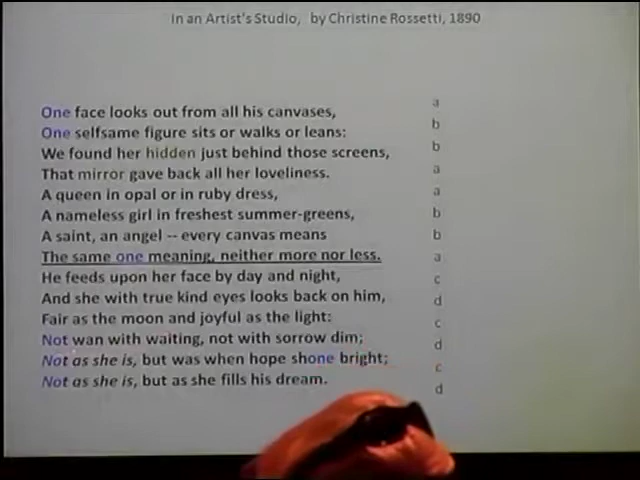 In an Artist's Studio, by Christine Rossetti, 1890
One face looks out from all his canvases, a
One selfsame figure sits or walks or leans: b
We found her hidden just behind those screens, b
That mirror gave back all her loveliness. a
A queen in opal or in ruby dress, a
A nameless girl in freshest summer-greens, b
A saint, an angel -- every canvas means b
The same one meaning, neither more nor less. a
He feeds upon her face by day and night, c
And she with true kind eyes looks back on him, d
Fair as the moon and joyful as the light: c
Not wan with waiting, not with sorrow dim; d
Not as she is, but was when hope shone bright; c
Not as she is, but as she fills his dream. d